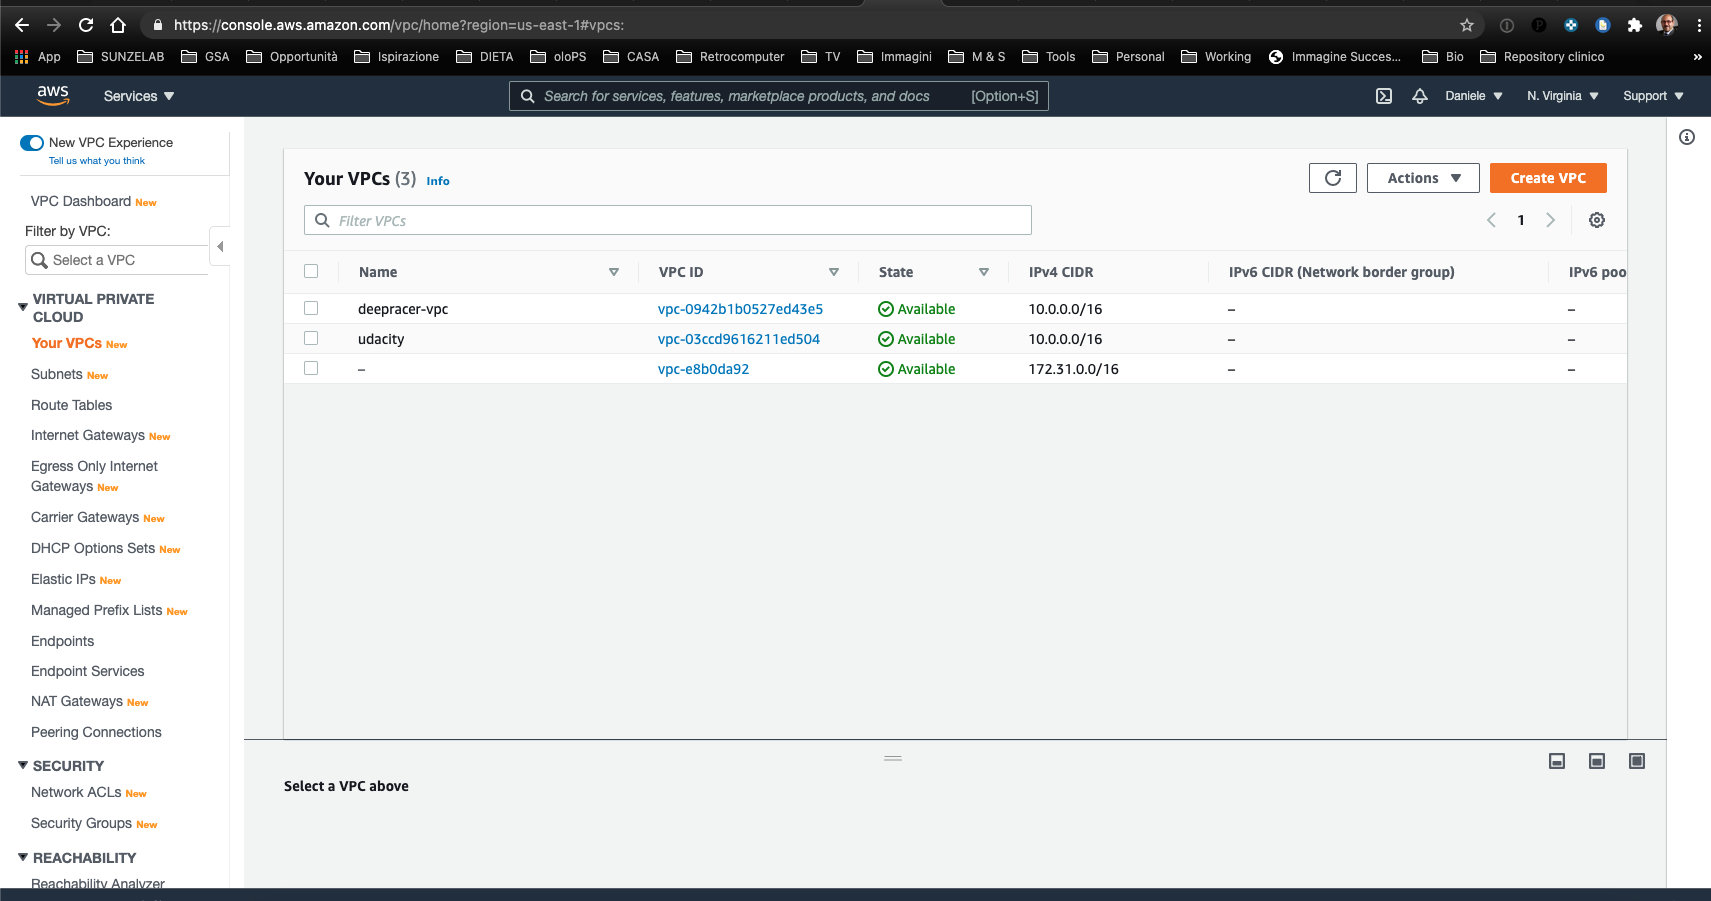 https://console.aws.amazon.com/vpc/home?region=us-east-1#vpcs:
App SUNZELAB GSA Opportunità Ispirazione DIETA oloPS CASA Retrocomputer TV Immagini M & S Tools Personal Working Immagine Succes... Bio Repository clinico »
aws Services Search for services, features, marketplace products, and docs [Option+S] Daniele N. Virginia Support
New VPC Experience
Tell us what you think
VPC Dashboard New
Filter by VPC:
Select a VPC
VIRTUAL PRIVATE
CLOUD
Your VPCs New
Subnets New
Route Tables
Internet Gateways New
Egress Only Internet
Gateways New
Carrier Gateways New
DHCP Options Sets New
Elastic IPs New
Managed Prefix Lists New
Endpoints
Endpoint Services
NAT Gateways New
Peering Connections
SECURITY
Network ACLs New
Security Groups New
REACHABILITY
Reachability Analyzer
Your VPCs (3) Info
Actions Create VPC
Filter VPCs
1
Name VPC ID State IPv4 CIDR IPv6 CIDR (Network border group) IPv6 poo
deepracer-vpc vpc-0942b1b0527ed43e5 Available 10.0.0.0/16 – –
udacity vpc-03ccd9616211ed504 Available 10.0.0.0/16 – –
– vpc-e8b0da92 Available 172.31.0.0/16 – –
Select a VPC above